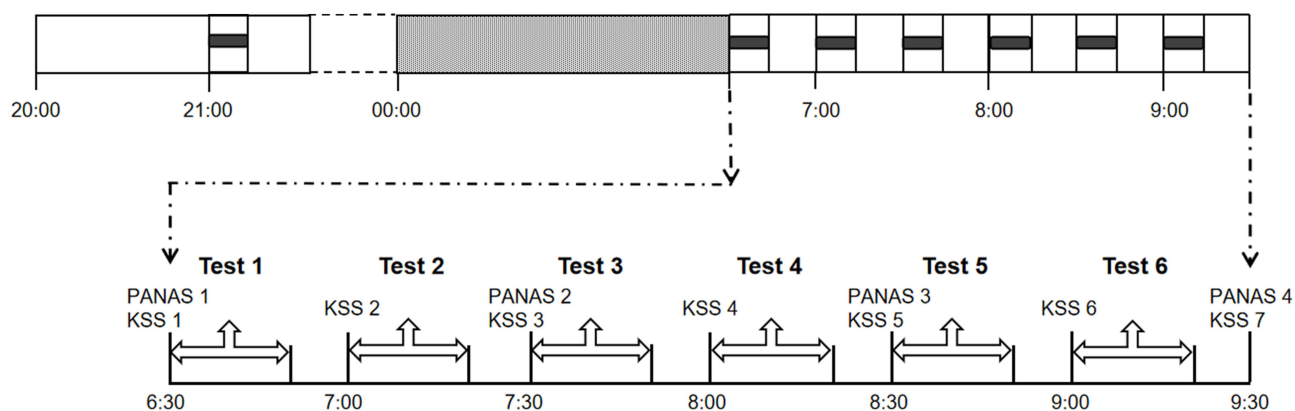 20:00 21:00 00:00 7:00 8:00 9:00
Test 1 Test 2 Test 3 Test 4 Test 5 Test 6
PANAS 1 PANAS 2 PANAS 3 PANAS 4
KSS 1 KSS 2 KSS 3 KSS 4 KSS 5 KSS 6 KSS 7
6:30 7:00 7:30 8:00 8:30 9:00 9:30